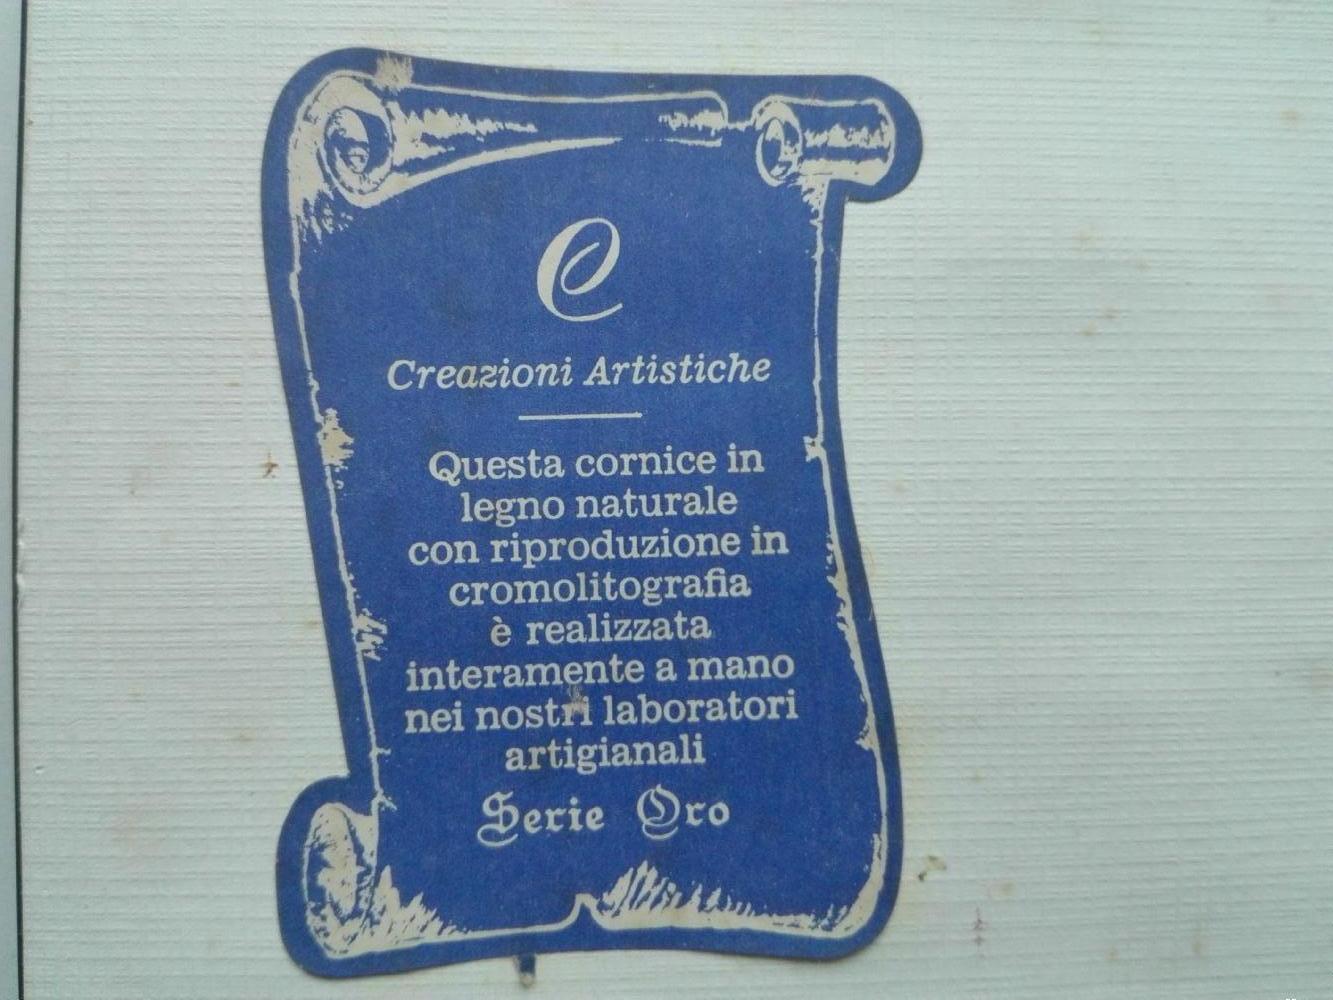 C
Creazioni Artistiche
Questa cornice in
legno naturale
con riproduzione in
cromolitografia
è realizzata
interamente a mano
nei nostri laboratori
artigianali
Serie Oro